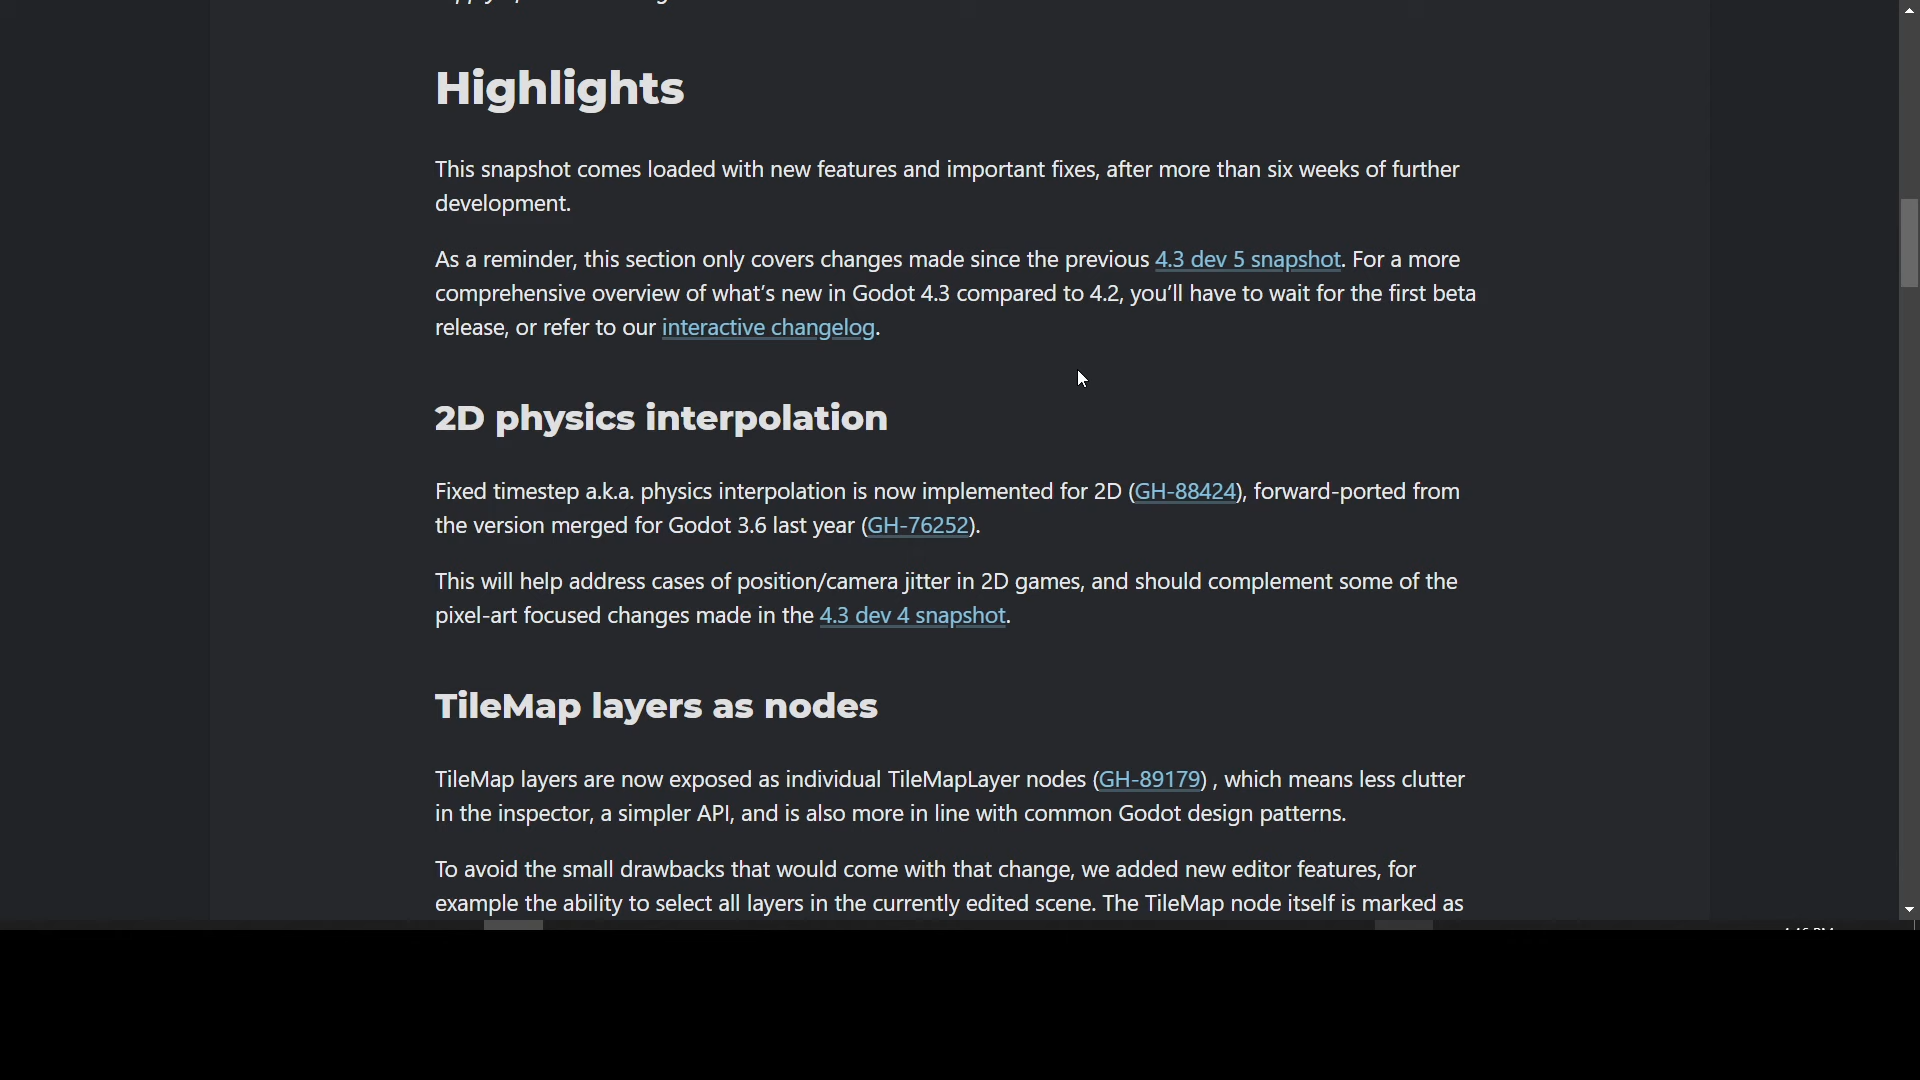 Highlights
This snapshot comes loaded with new features and important fixes, after more than six weeks of further
development.
As a reminder, this section only covers changes made since the previous 4.3 dev 5 snapshot. For a more
comprehensive overview of what's new in Godot 4.3 compared to 4.2, you'll have to wait for the first beta
release, or refer to our interactive changelog.
2D physics interpolation
Fixed timestep a.k.a. physics interpolation is now implemented for 2D (GH-88424), forward-ported from
the version merged for Godot 3.6 last year (GH-76252).
This will help address cases of position/camera jitter in 2D games, and should complement some of the
pixel-art focused changes made in the 4.3 dev 4 snapshot.
TileMap layers as nodes
TileMap layers are now exposed as individual TileMapLayer nodes (GH-89179) , which means less clutter
in the inspector, a simpler API, and is also more in line with common Godot design patterns.
To avoid the small drawbacks that would come with that change, we added new editor features, for
example the ability to select all layers in the currently edited scene. The TileMap node itself is marked as